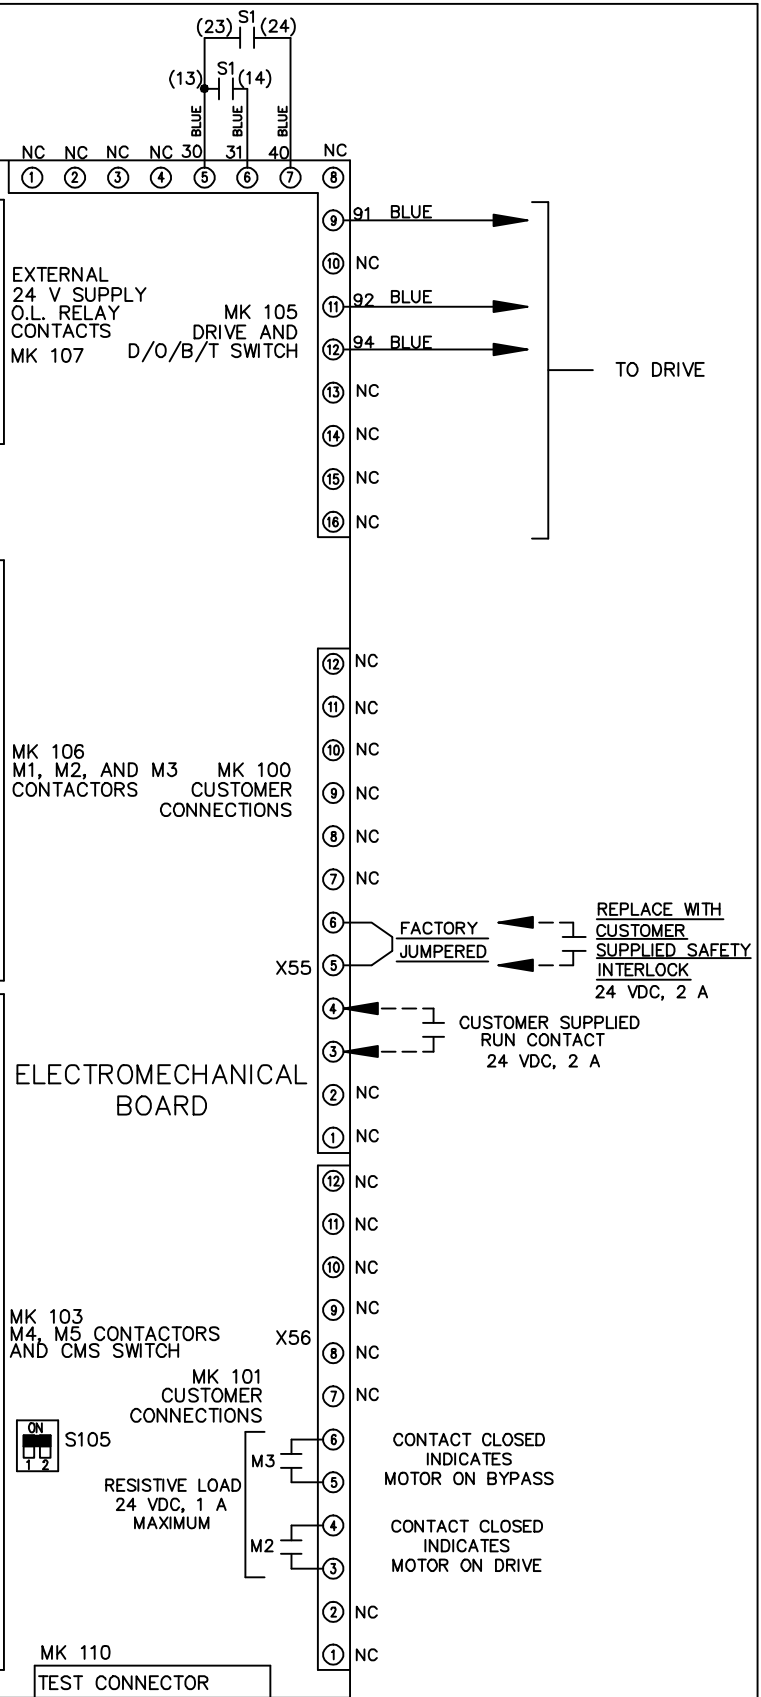 S1
(23) (24)
S1
(13) (14)
BLUE BLUE BLUE
NC NC NC NC 30 31 40 NC
1 2 3 4 5 6 7 8
9 91 BLUE
10 NC
EXTERNAL
24 V SUPPLY
O.L. RELAY
CONTACTS
MK 107
MK 105
DRIVE AND
D/O/B/T SWITCH
11 92 BLUE
12 94 BLUE
TO DRIVE
13 NC
14 NC
15 NC
16 NC
12 NC
11 NC
10 NC
MK 106
M1, M2, AND M3
CONTACTORS
MK 100
CUSTOMER
CONNECTIONS
9 NC
8 NC
7 NC
6
FACTORY
JUMPERED
REPLACE WITH
CUSTOMER
SUPPLIED SAFETY
INTERLOCK
24 VDC, 2 A
X55 5
4
CUSTOMER SUPPLIED
RUN CONTACT
24 VDC, 2 A
3
ELECTROMECHANICAL
BOARD
2 NC
1 NC
12 NC
11 NC
10 NC
9 NC
MK 103
M4, M5 CONTACTORS
AND CMS SWITCH
X56
8 NC
MK 101
CUSTOMER
CONNECTIONS
7 NC
ON
1 2
S105
6
M3
5
CONTACT CLOSED
INDICATES
MOTOR ON BYPASS
RESISTIVE LOAD
24 VDC, 1 A
MAXIMUM
4
M2
3
CONTACT CLOSED
INDICATES
MOTOR ON DRIVE
2 NC
1 NC
MK 110
TEST CONNECTOR